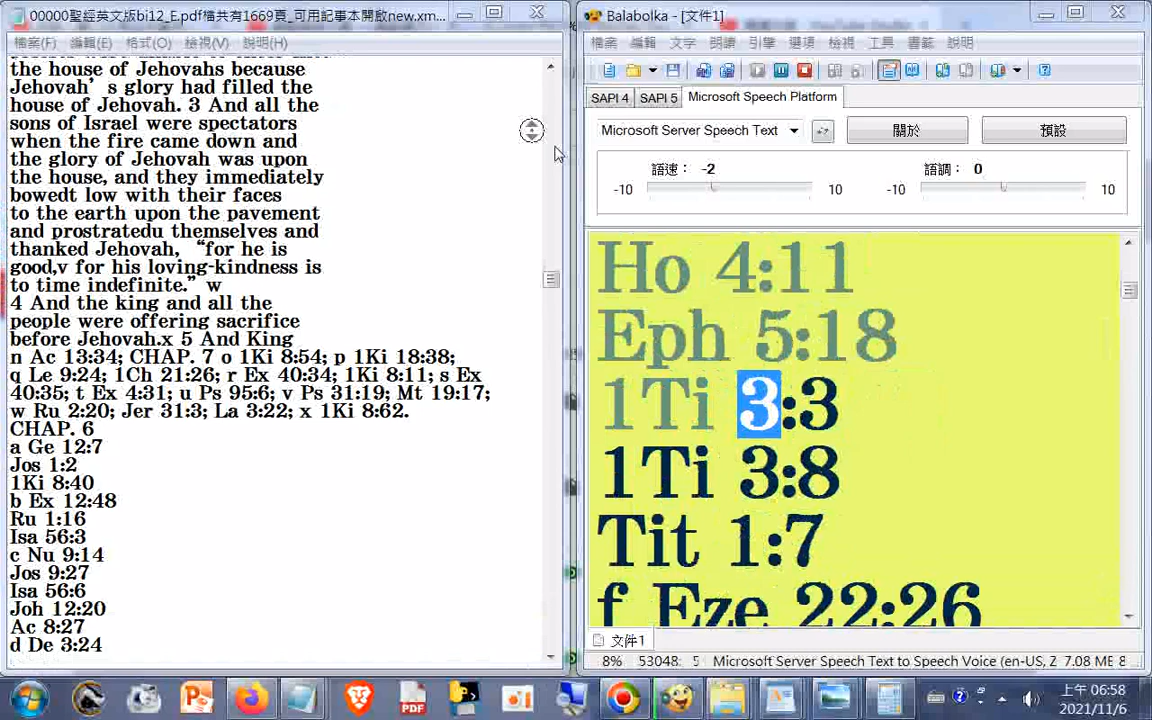 00000聖經英文版bi12_E.pdf檔共有1669頁_可用記事本開啟new.xm...
檔案(F) 編輯(E) 格式(O) 檢視(V) 說明(H)
the house of Jehovahs because
Jehovah’s glory had filled the
house of Jehovah. 3 And all the
sons of Israel were spectators
when the fire came down and
the glory of Jehovah was upon
the house, and they immediately
bowedt low with their faces
to the earth upon the pavement
and prostratedu themselves and
thanked Jehovah, “for he is
good,v for his loving-kindness is
to time indefinite.” w
4 And the king and all the
people were offering sacrifice
before Jehovah.x 5 And King
n Ac 13:34; CHAP. 7 o 1Ki 8:54; p 1Ki 18:38;
q Le 9:24; 1Ch 21:26; r Ex 40:34; 1Ki 8:11; s Ex
40:35; t Ex 4:31; u Ps 95:6; v Ps 31:19; Mt 19:17;
w Ru 2:20; Jer 31:3; La 3:22; x 1Ki 8:62.
CHAP. 6
a Ge 12:7
Jos 1:2
1Ki 8:40
b Ex 12:48
Ru 1:16
Isa 56:3
c Nu 9:14
Jos 9:27
Isa 56:6
Joh 12:20
Ac 8:27
d De 3:24
Balabolka - [文件1]
檔案 編輯 文字 朗讀 引擎 選項 檢視 工具 書籤 說明
SAPI 4 SAPI 5 Microsoft Speech Platform
Microsoft Server Speech Text 關於 預設
語速: -2 語調: 0
-10 10 -10 10
Ho 4:11
Eph 5:18
1Ti 3:3
1Ti 3:8
Tit 1:7
f Eze 22:26
文件1
8% 53048: 5 Microsoft Server Speech Text to Speech Voice (en-US, Z 7.08 MB 8
PDF
上午 06:58
2021/11/6